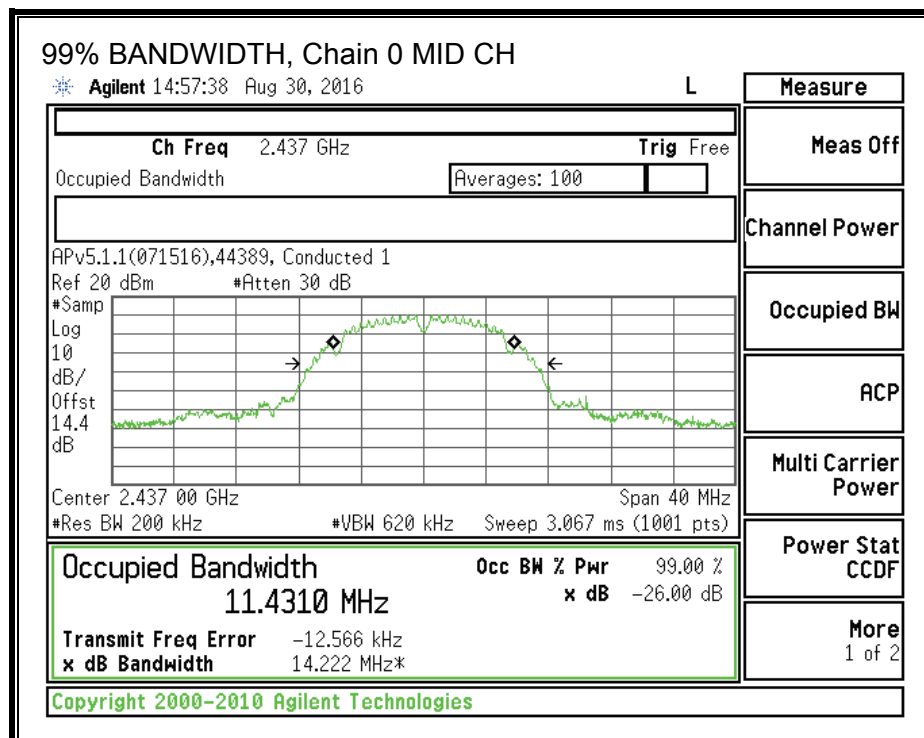 99% BANDWIDTH, Chain 0 MID CH
Agilent 14:57:38 Aug 30, 2016 L
Measure
Ch Freq 2.437 GHz Trig Free
Meas Off
Occupied Bandwidth Averages: 100
Channel Power
APv5.1.1(071516),44389, Conducted 1
Ref 20 dBm #Atten 30 dB
#Samp
Log
10
dB/
Offst
14.4
dB
Occupied BW
ACP
Multi Carrier
Power
Center 2.437 00 GHz Span 40 MHz
#Res BW 200 kHz #VBW 620 kHz Sweep 3.067 ms (1001 pts)
Power Stat
CCDF
Occupied Bandwidth Occ BW % Pwr 99.00 %
11.4310 MHz x dB -26.00 dB
Transmit Freq Error -12.566 kHz
x dB Bandwidth 14.222 MHz*
More
1 of 2
Copyright 2000-2010 Agilent Technologies